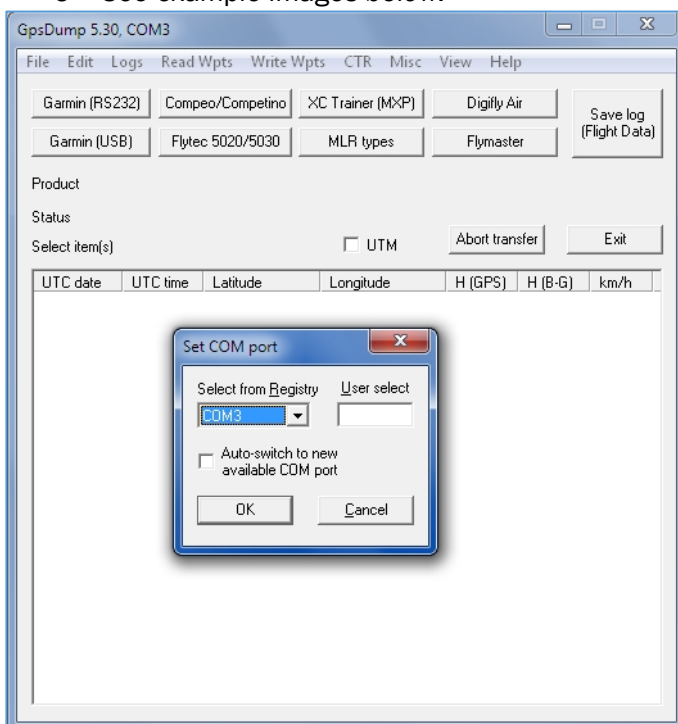 GpsDump 5.30, COM3
File Edit Logs Read Wpts Write Wpts CTR Misc View Help
Garmin (RS232) Compeo/Competino XC Trainer (MXP) Digifly Air Save log
(Flight Data)
Garmin (USB) Flytec 5020/5030 MLR types Flymaster
Product
Status
Select item(s) UTM Abort transfer Exit
UTC date UTC time Latitude Longitude H (GPS) H (B-G) km/h
Set COM port
Select from Registry User select
COM3
Auto-switch to new
available COM port
OK Cancel